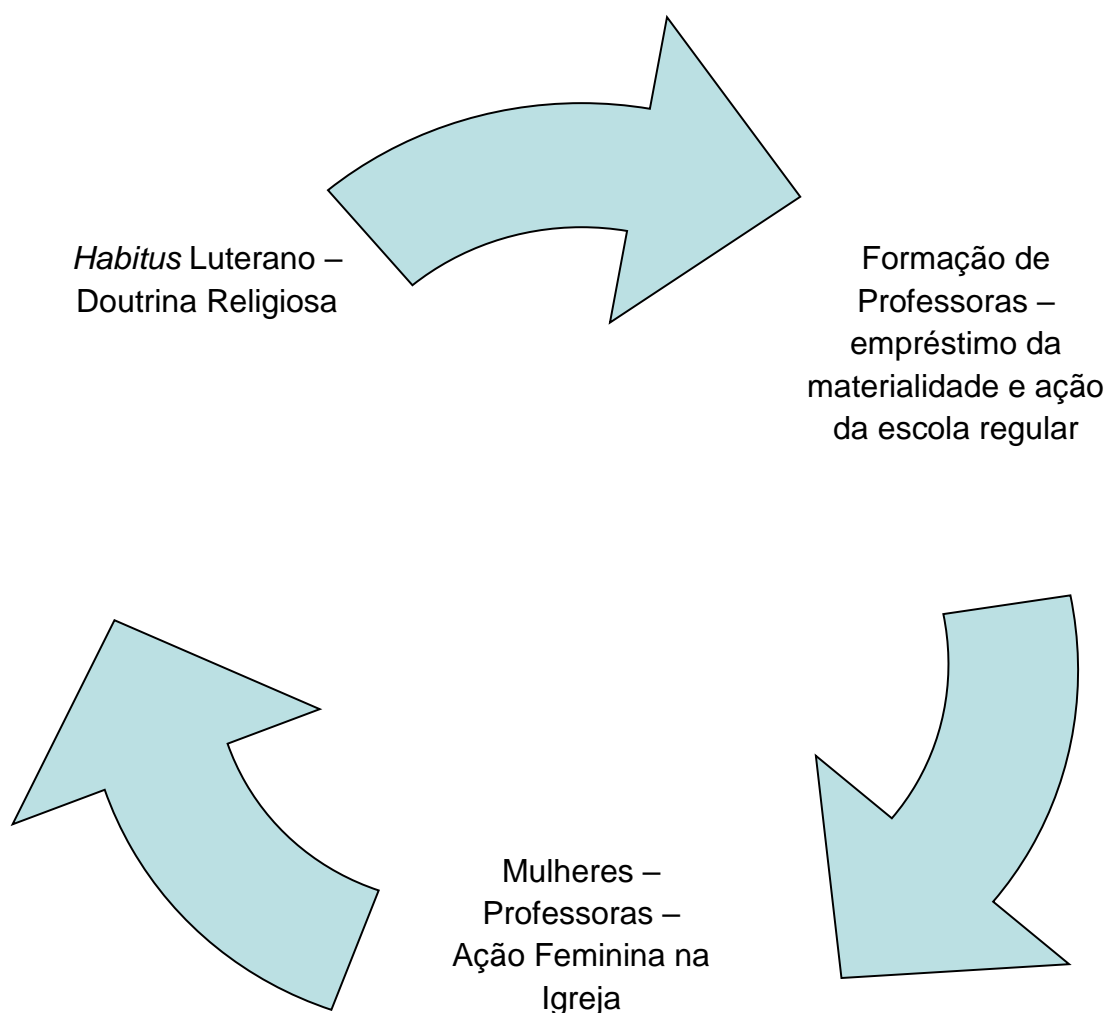 Habitus Luterano –
Doutrina Religiosa
Formação de
Professoras –
empréstimo da
materialidade e ação
da escola regular
Mulheres –
Professoras –
Ação Feminina na
Igreja